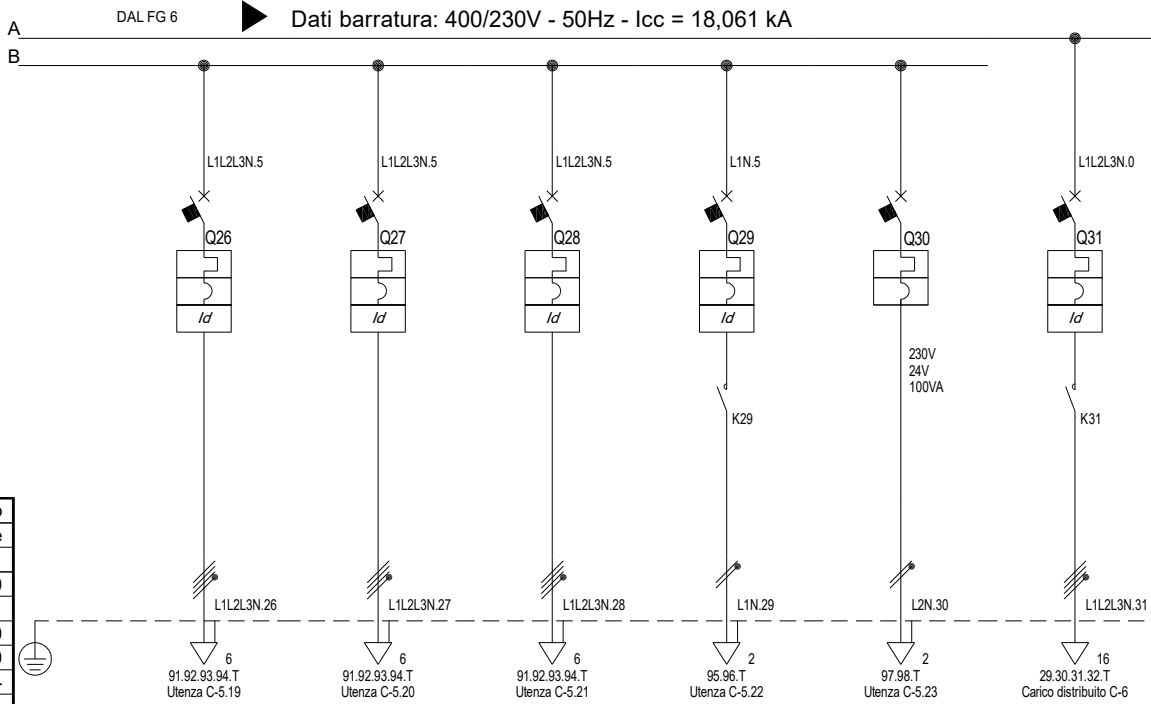 DAL FG 6
Dati barratura: 400/230V - 50Hz - Icc = 18,061 kA
A
B
L1L2L3N.5
L1L2L3N.5
L1L2L3N.5
L1N.5
L1L2L3N.0
Q26
Q27
Q28
Q29
Q30
Q31
Id
Id
Id
Id
Id
230V
24V
100VA
K29
K31
L1L2L3N.26
L1L2L3N.27
L1L2L3N.28
L1N.29
L2N.30
L1L2L3N.31
6
6
6
2
2
16
91.92.93.94.T
91.92.93.94.T
91.92.93.94.T
95.96.T
97.98.T
29.30.31.32.T
Utenza C-5.19
Utenza C-5.20
Utenza C-5.21
Utenza C-5.22
Utenza C-5.23
Carico distribuito C-6